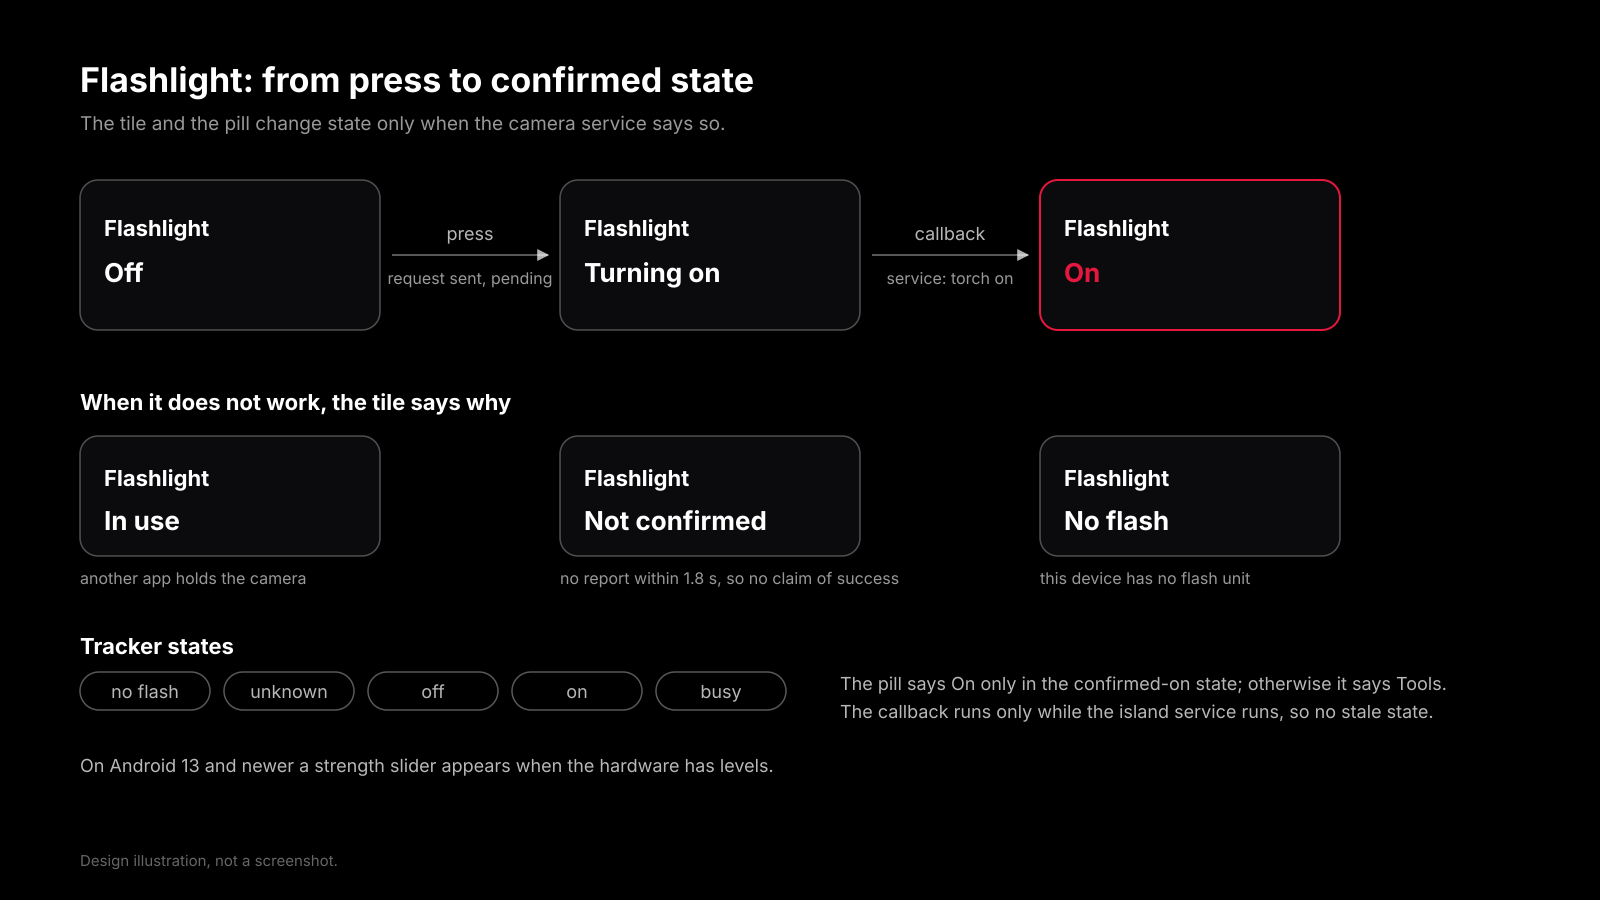 Flashlight: from press to confirmed state
The tile and the pill change state only when the camera service says so.
Flashlight
Off
press
request sent, pending
Flashlight
Turning on
callback
service: torch on
Flashlight
On
When it does not work, the tile says why
Flashlight
In use
another app holds the camera
Flashlight
Not confirmed
no report within 1.8 s, so no claim of success
Flashlight
No flash
this device has no flash unit
Tracker states
no flash
unknown
off
on
busy
The pill says On only in the confirmed-on state; otherwise it says Tools.
The callback runs only while the island service runs, so no stale state.
On Android 13 and newer a strength slider appears when the hardware has levels.
Design illustration, not a screenshot.